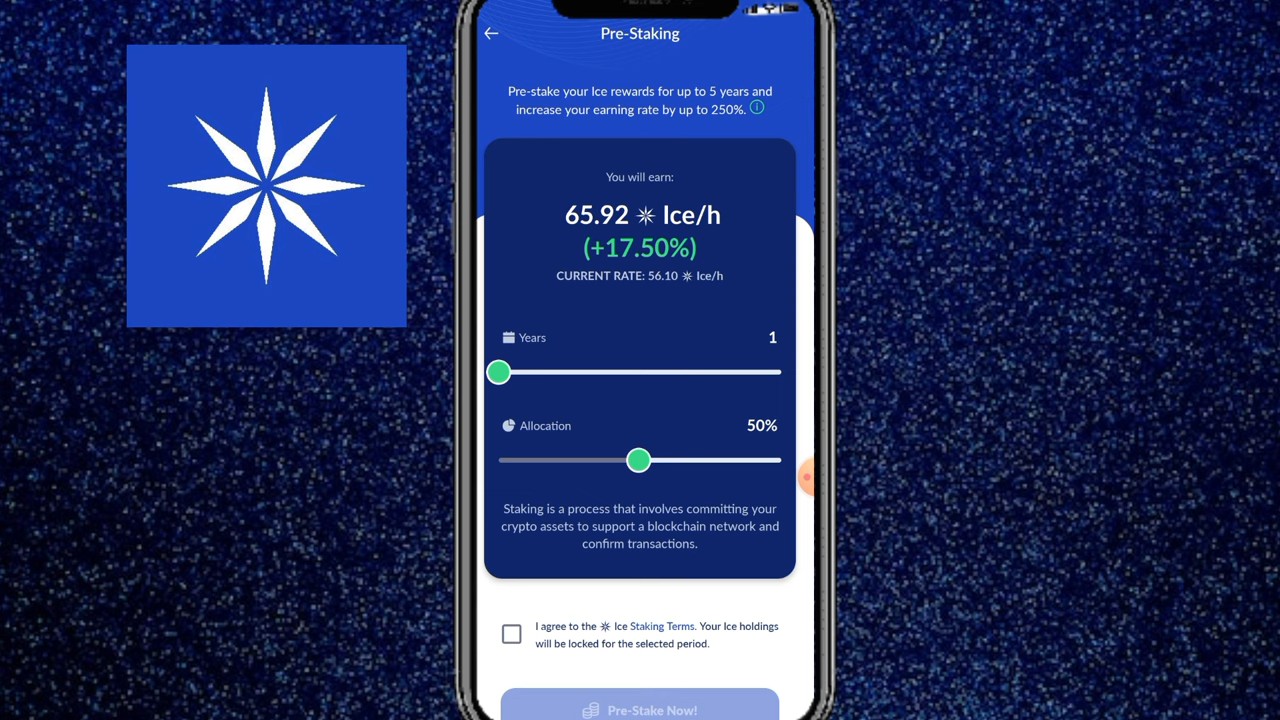 Pre-Staking
Pre-stake your Ice rewards for up to 5 years and
increase your earning rate by up to 250%.
You will earn:
65.92 Ice/h
(+17.50%)
CURRENT RATE: 56.10 Ice/h
Years 1
Allocation 50%
Staking is a process that involves committing your
crypto assets to support a blockchain network and
confirm transactions.
I agree to the Ice Staking Terms. Your Ice holdings
will be locked for the selected period.
Pre-Stake Now!